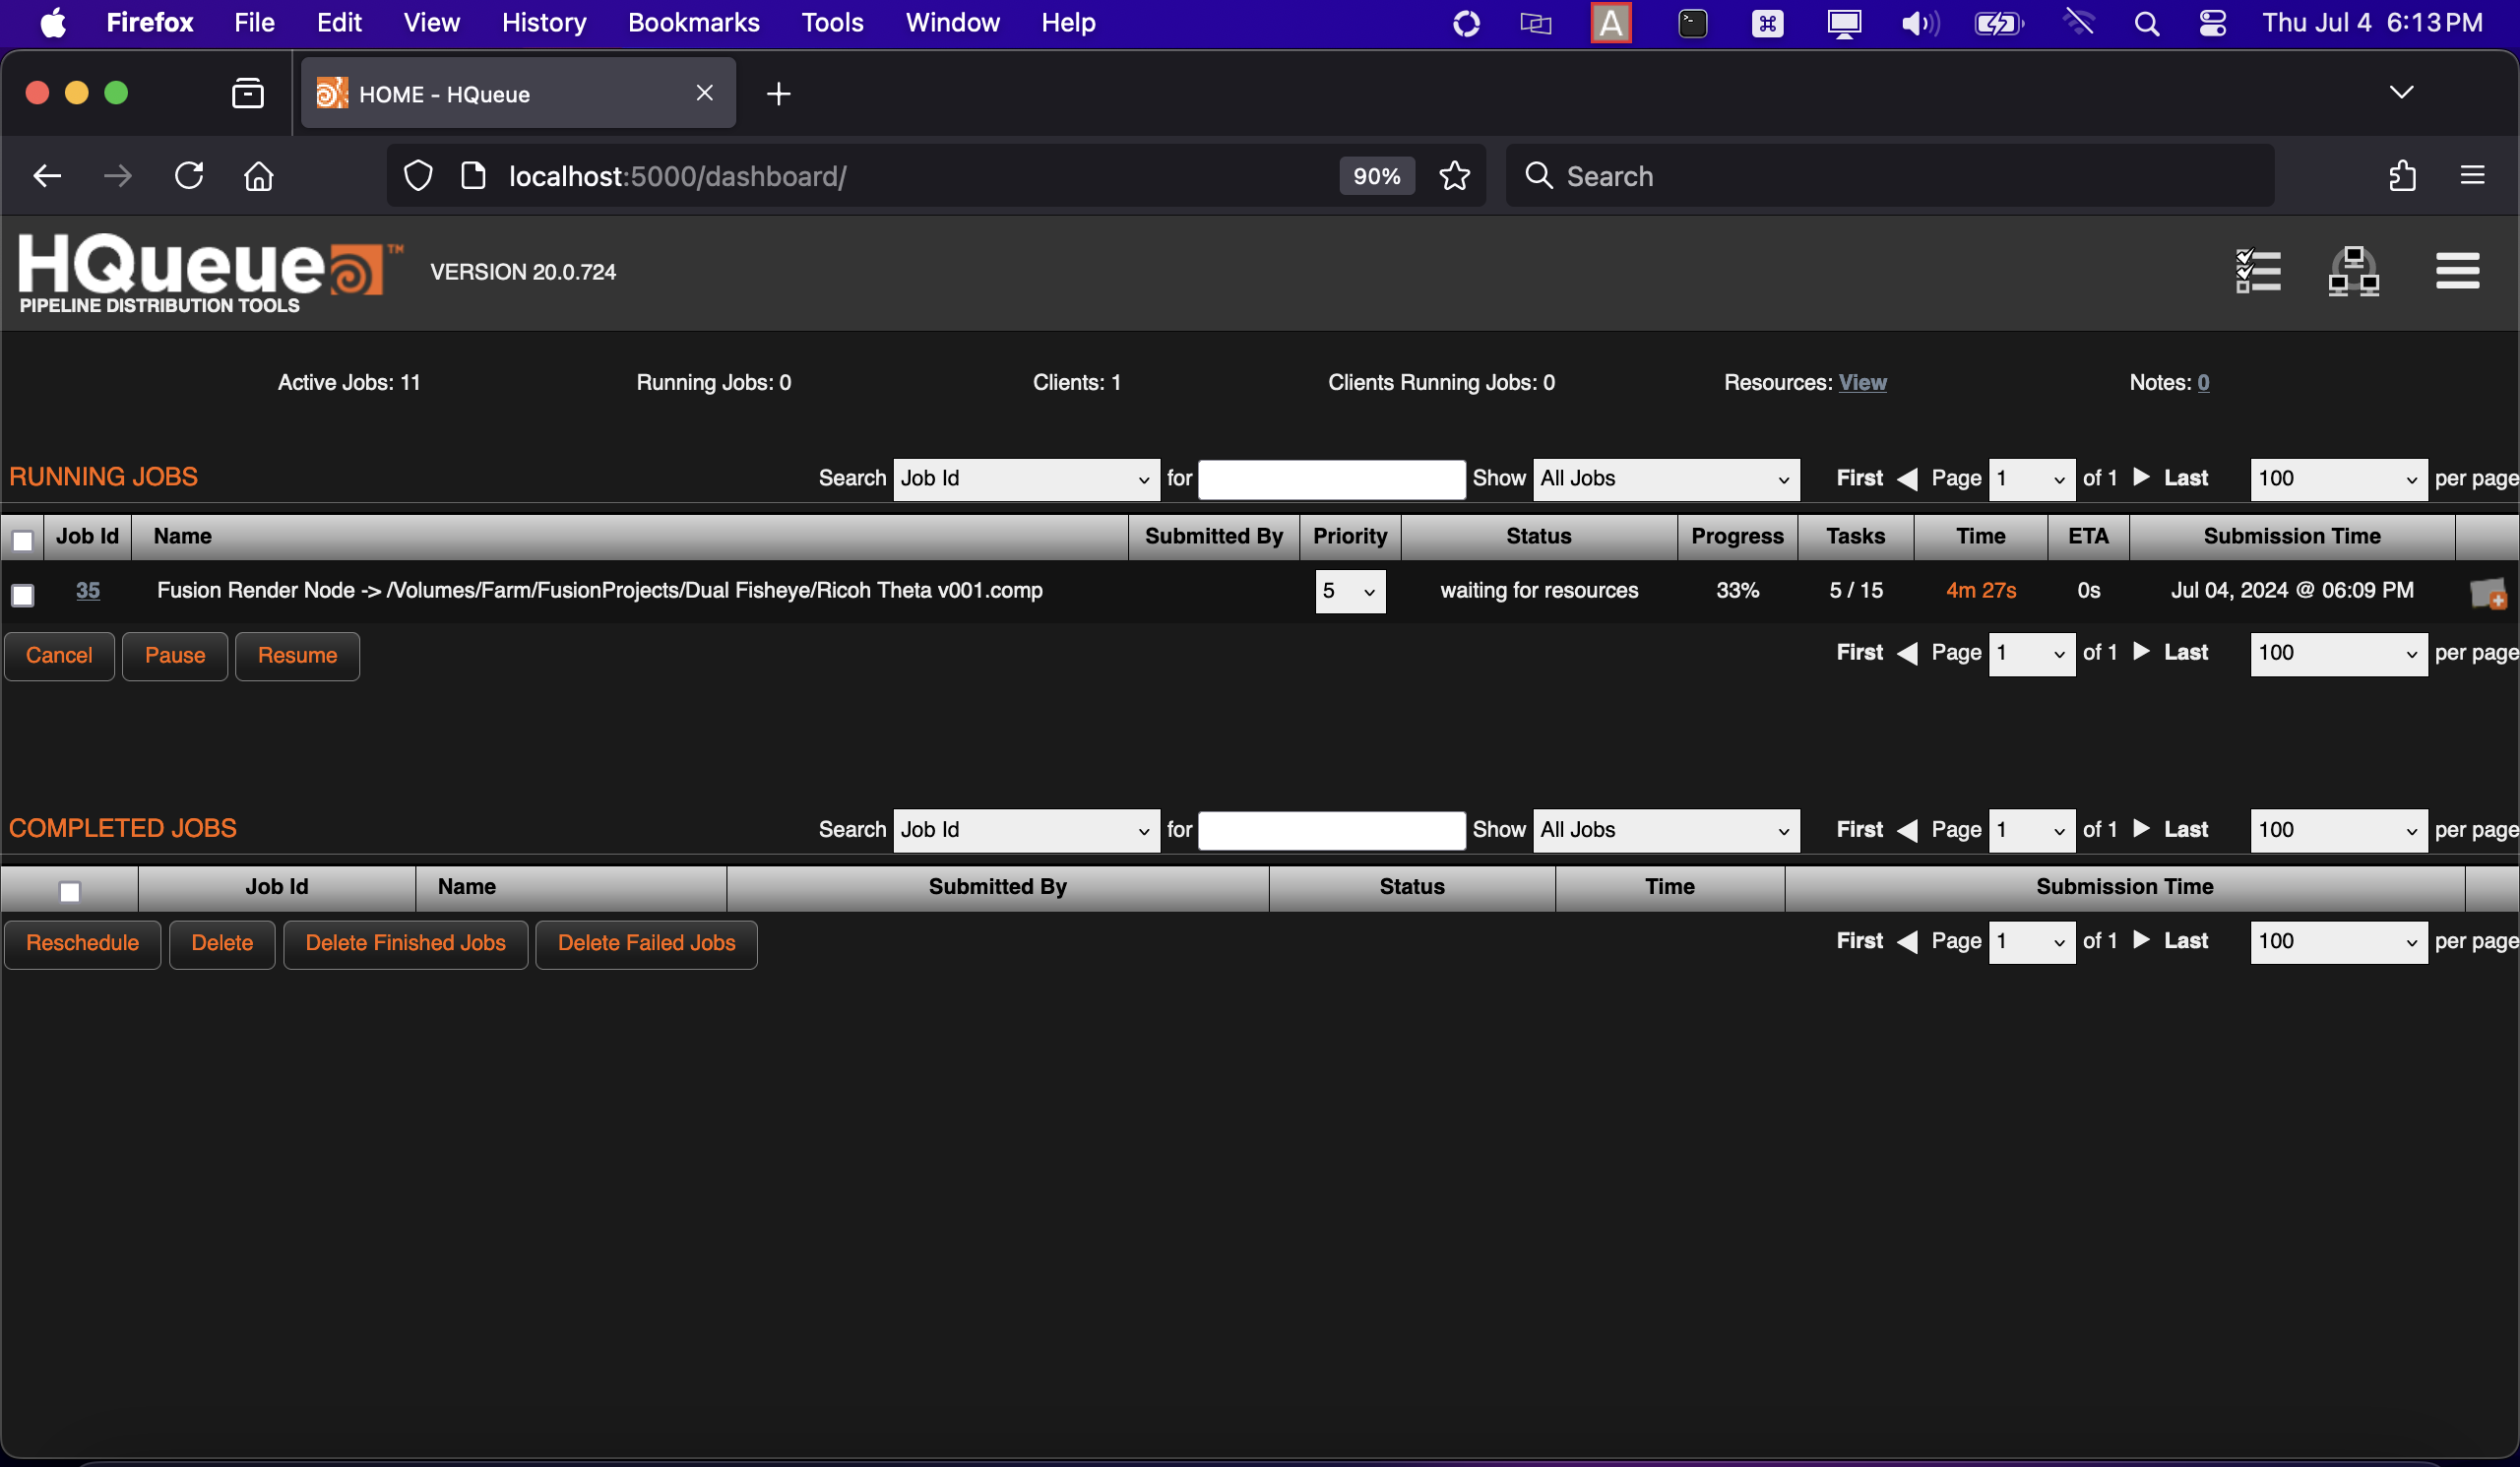 Firefox File Edit View History Bookmarks Tools Window Help A Thu Jul 4 6:13 PM
HOME - HQueue
localhost:5000/dashboard/ 90% Search
HQueue™ VERSION 20.0.724
PIPELINE DISTRIBUTION TOOLS
Active Jobs: 11 Running Jobs: 0 Clients: 1 Clients Running Jobs: 0 Resources: View Notes: 0
RUNNING JOBS Search Job Id for Show All Jobs First Page 1 of 1 Last 100 per page
Job Id Name Submitted By Priority Status Progress Tasks Time ETA Submission Time
35 Fusion Render Node -> /Volumes/Farm/FusionProjects/Dual Fisheye/Ricoh Theta v001.comp 5 waiting for resources 33% 5 / 15 4m 27s 0s Jul 04, 2024 @ 06:09 PM
Cancel Pause Resume First Page 1 of 1 Last 100 per page
COMPLETED JOBS Search Job Id for Show All Jobs First Page 1 of 1 Last 100 per page
Job Id Name Submitted By Status Time Submission Time
Reschedule Delete Delete Finished Jobs Delete Failed Jobs First Page 1 of 1 Last 100 per page